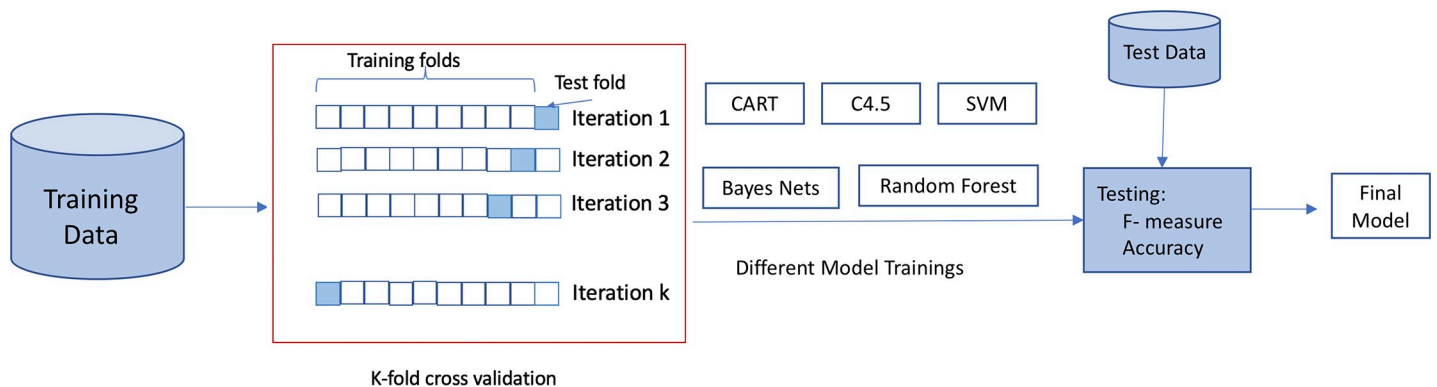 Training
Data
Training folds
Test fold
Iteration 1
Iteration 2
Iteration 3
Iteration k
K-fold cross validation
CART
C4.5
SVM
Bayes Nets
Random Forest
Different Model Trainings
Test Data
Testing:
F- measure
Accuracy
Final
Model